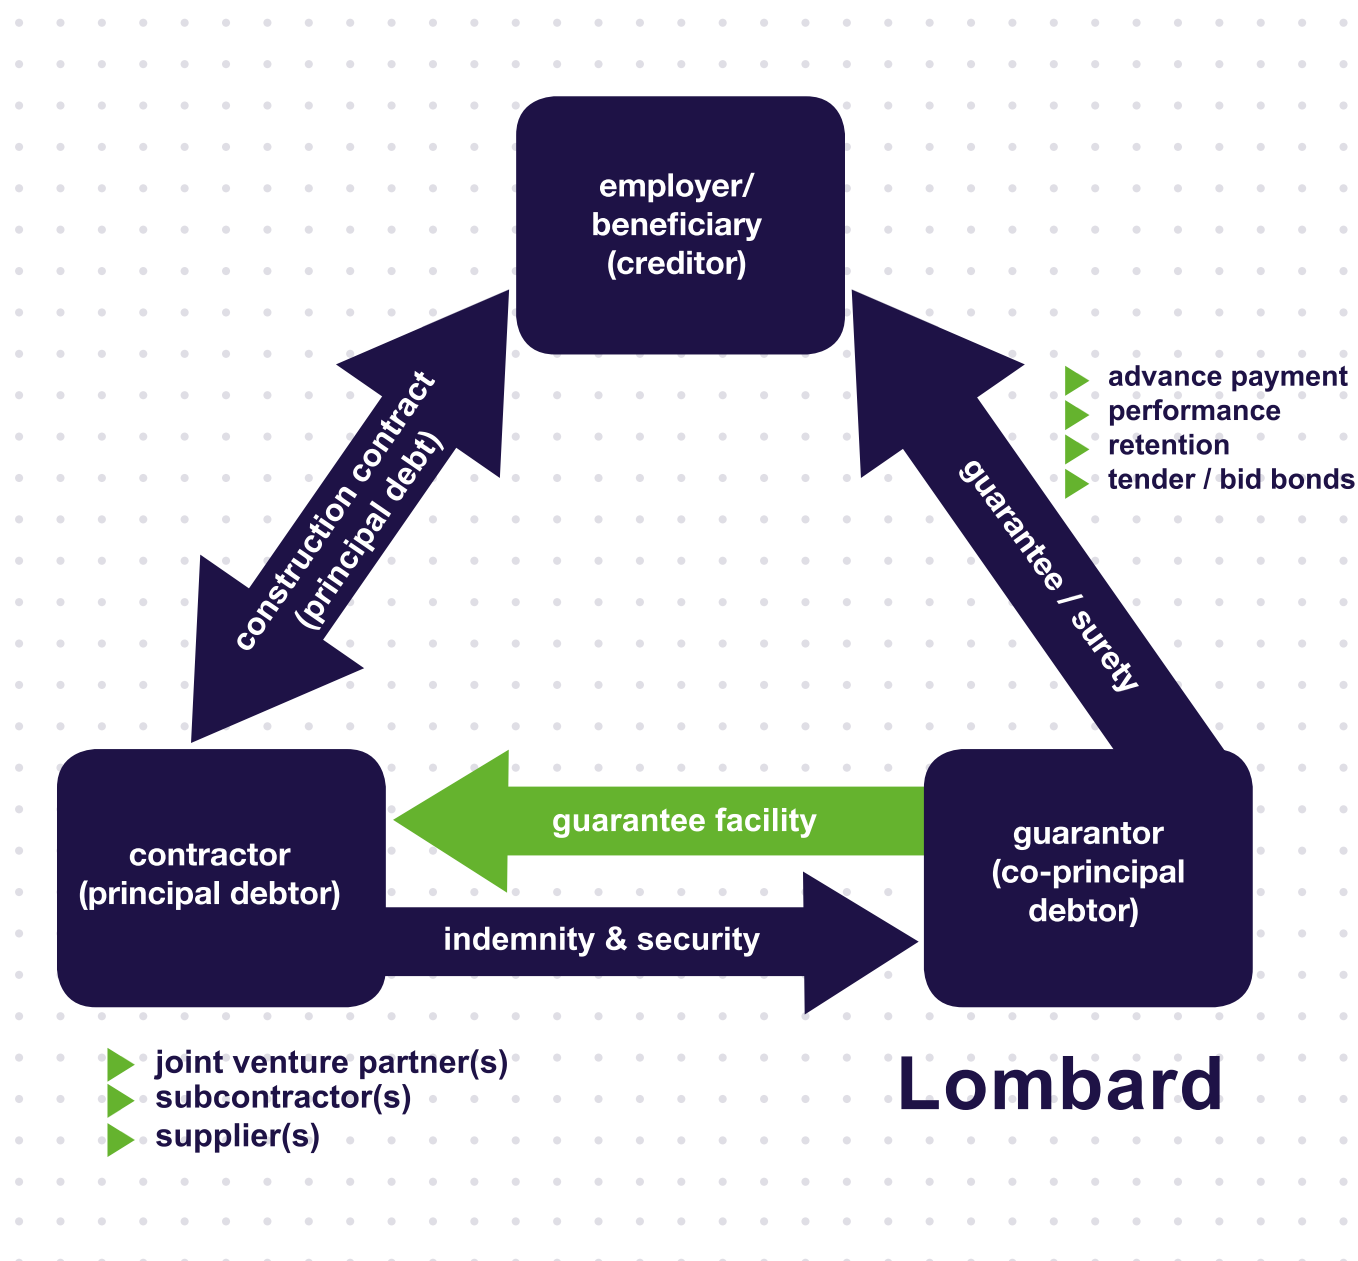 employer/
beneficiary
(creditor)
advance payment
performance
retention
tender / bid bonds
construction contract
(principal debt)
guarantee / surety
guarantee facility
contractor
(principal debtor)
guarantor
(co-principal
debtor)
indemnity & security
joint venture partner(s)
subcontractor(s)
supplier(s)
Lombard